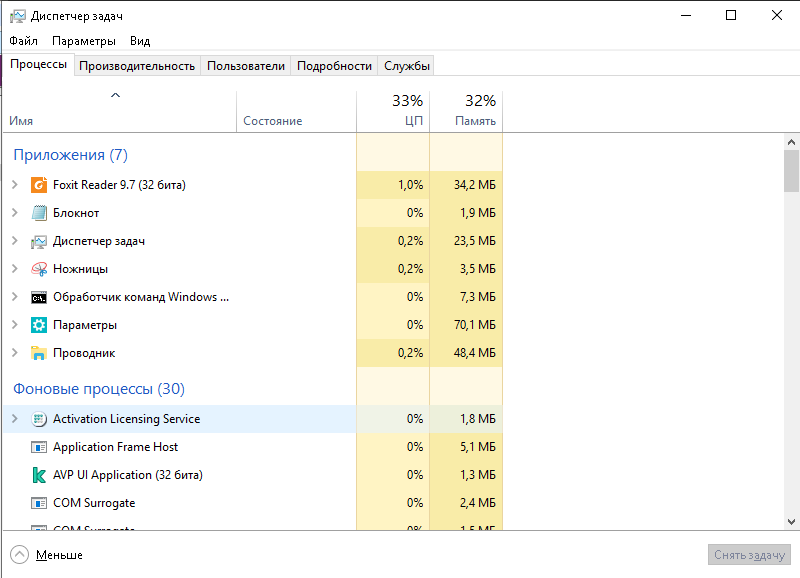 Диспетчер задач
Файл Параметры Вид
Процессы Производительность Пользователи Подробности Службы
33% 32%
Имя Состояние ЦП Память
Приложения (7)
Foxit Reader 9.7 (32 бита) 1,0% 34,2 МБ
Блокнот 0% 1,9 МБ
Диспетчер задач 0,2% 23,5 МБ
Ножницы 0,2% 3,5 МБ
Обработчик команд Windows ... 0% 7,3 МБ
Параметры 0% 70,1 МБ
Проводник 0,2% 48,4 МБ
Фоновые процессы (30)
Activation Licensing Service 0% 1,8 МБ
Application Frame Host 0% 5,1 МБ
AVP UI Application (32 бита) 0% 1,3 МБ
COM Surrogate 0% 2,4 МБ
COM Surrogate 0% 1,5 МБ
Меньше Снять задачу